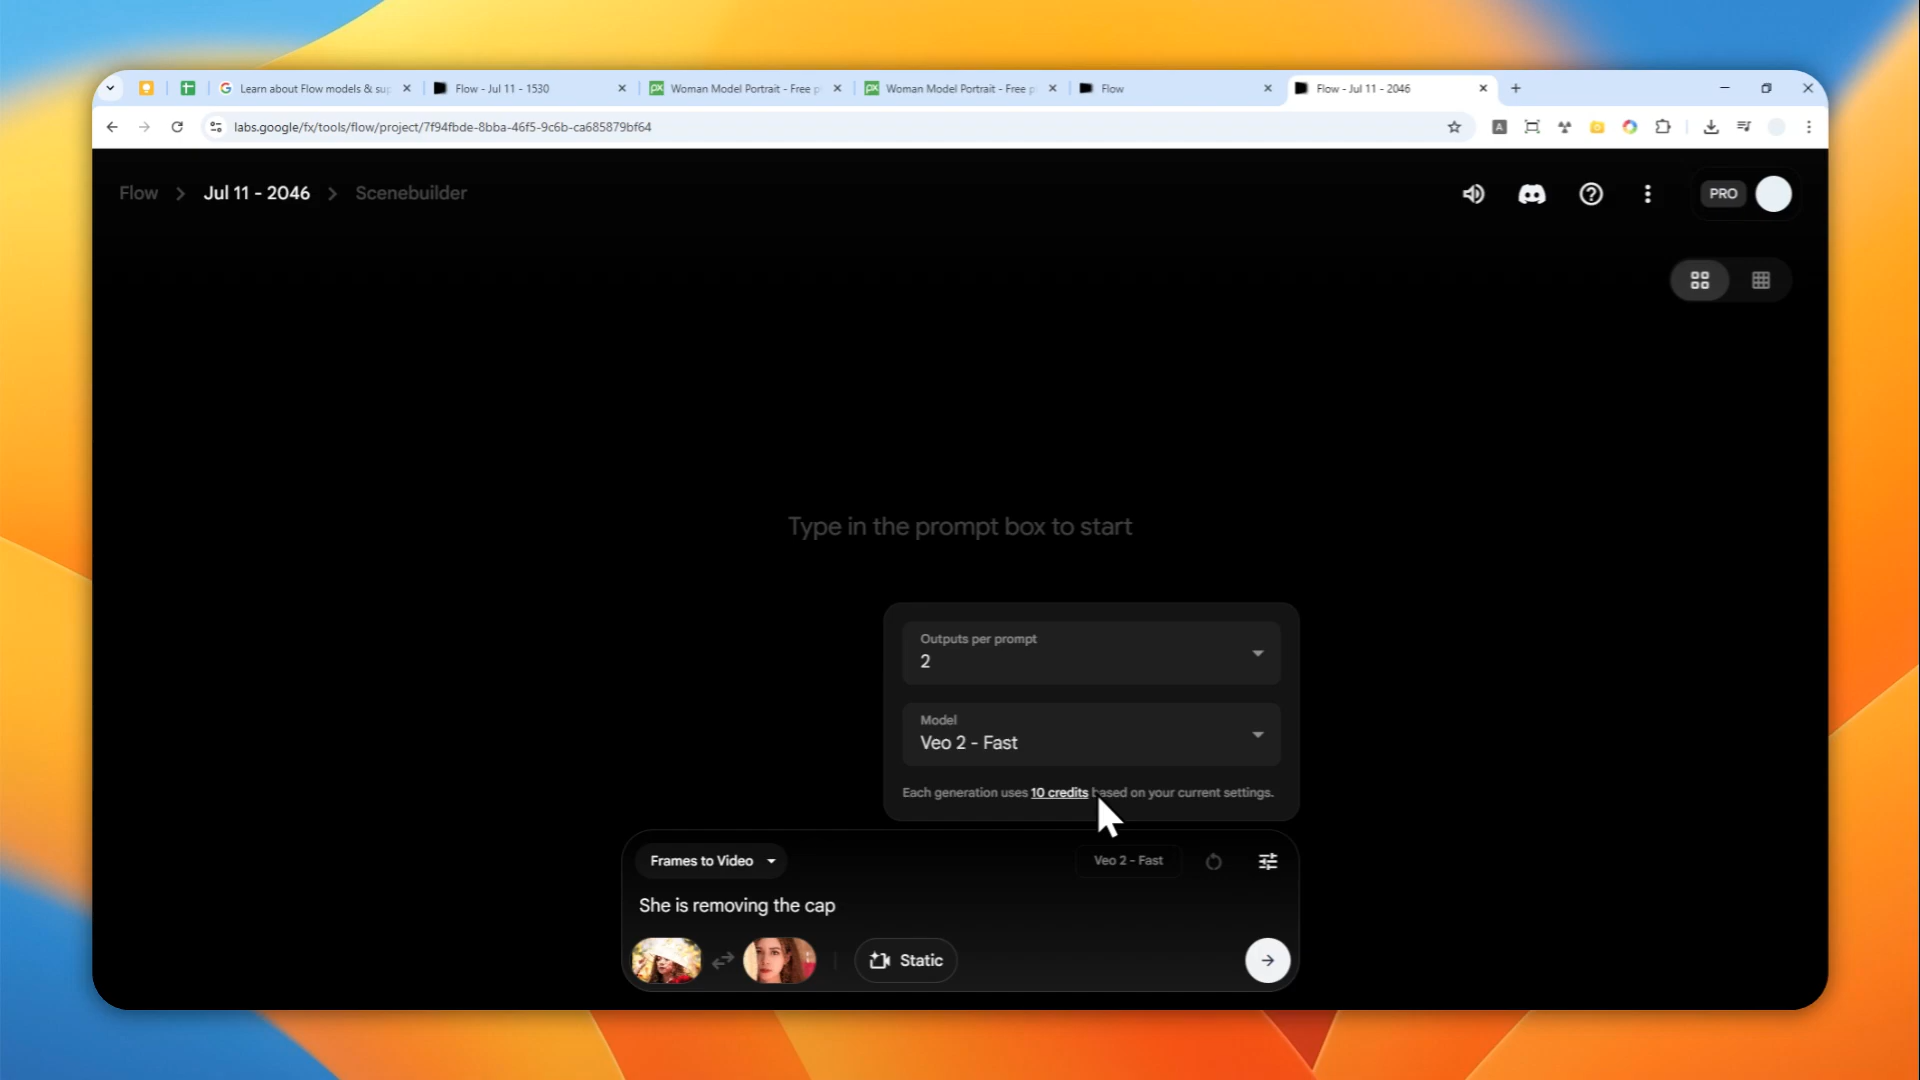 Learn about Flow models & su
Flow - Jul 11 - 1530
Woman Model Portrait - Free p
Woman Model Portrait - Free p
Flow
Flow - Jul 11 - 2046
labs.google/fx/tools/flow/project/7f94fbde-8bba-46f5-9c6b-ca685879bf64
Flow > Jul 11 - 2046 > Scenebuilder
PRO
Type in the prompt box to start
Outputs per prompt
2
Model
Veo 2 - Fast
Each generation uses 10 credits based on your current settings.
Frames to Video
Veo 2 - Fast
She is removing the cap
Static